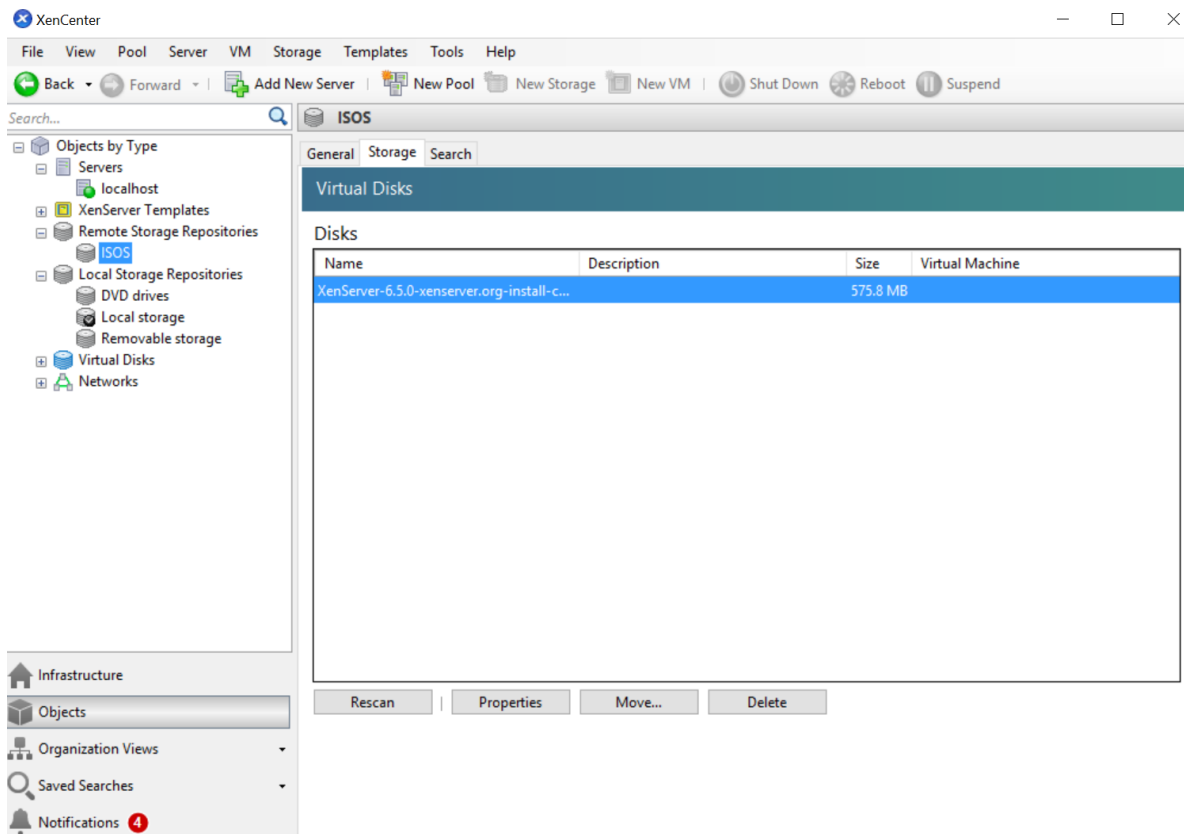 XenCenter
File View Pool Server VM Storage Templates Tools Help
Back Forward Add New Server New Pool New Storage New VM Shut Down Reboot Suspend
Search...
ISOS
Objects by Type
Servers
localhost
XenServer Templates
Remote Storage Repositories
ISOS
Local Storage Repositories
DVD drives
Local storage
Removable storage
Virtual Disks
Networks
General Storage Search
Virtual Disks
Disks
Name Description Size Virtual Machine
XenServer-6.5.0-xenserver.org-install-c... 575.8 MB
Rescan Properties Move... Delete
Infrastructure
Objects
Organization Views
Saved Searches
Notifications 4